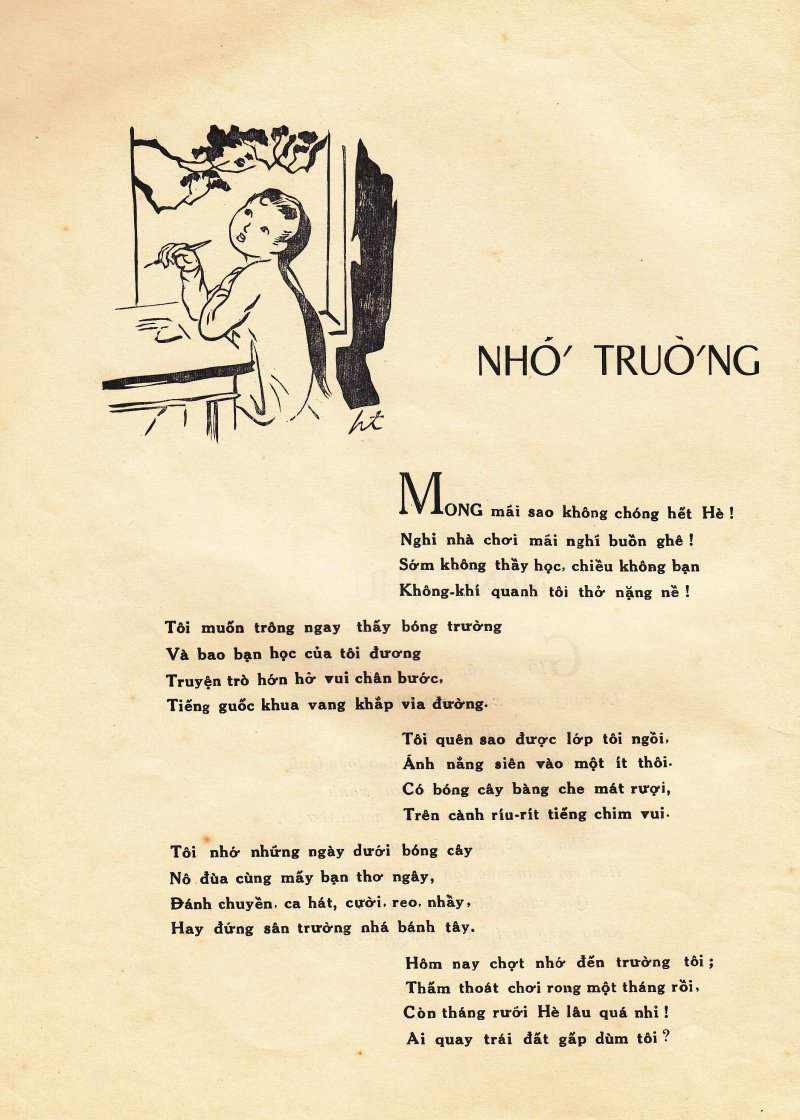 ht
NHỚ TRƯỜNG
MONG mải sao không chóng hết Hè !
Nghỉ nhà chơi mãi nghỉ buồn ghê !
Sớm không thầy học, chiều không bạn
Không-khí quanh tôi thở nặng nề !
Tôi muốn trông ngay thấy bóng trường
Và bao bạn học của tôi đương
Truyện trò hớn hở vui chân bước,
Tiếng guốc khua vang khắp vỉa đường.
Tôi quên sao được lớp tôi ngồi,
Ánh nắng siên vào một ít thôi.
Có bóng cây bàng che mát rượi,
Trên cành ríu-rít tiếng chim vui.
Tôi nhớ những ngày dưới bóng cây
Nô đùa cùng mấy bạn thơ ngây,
Đánh chuyền, ca hát, cười, reo, nhẩy,
Hay đứng sân trường nhá bánh tây.
Hôm nay chợt nhớ đến trường tôi ;
Thấm thoát chơi rong một tháng rồi,
Còn tháng rưỡi Hè lâu quá nhỉ !
Ai quay trái đất gấp dùm tôi ?